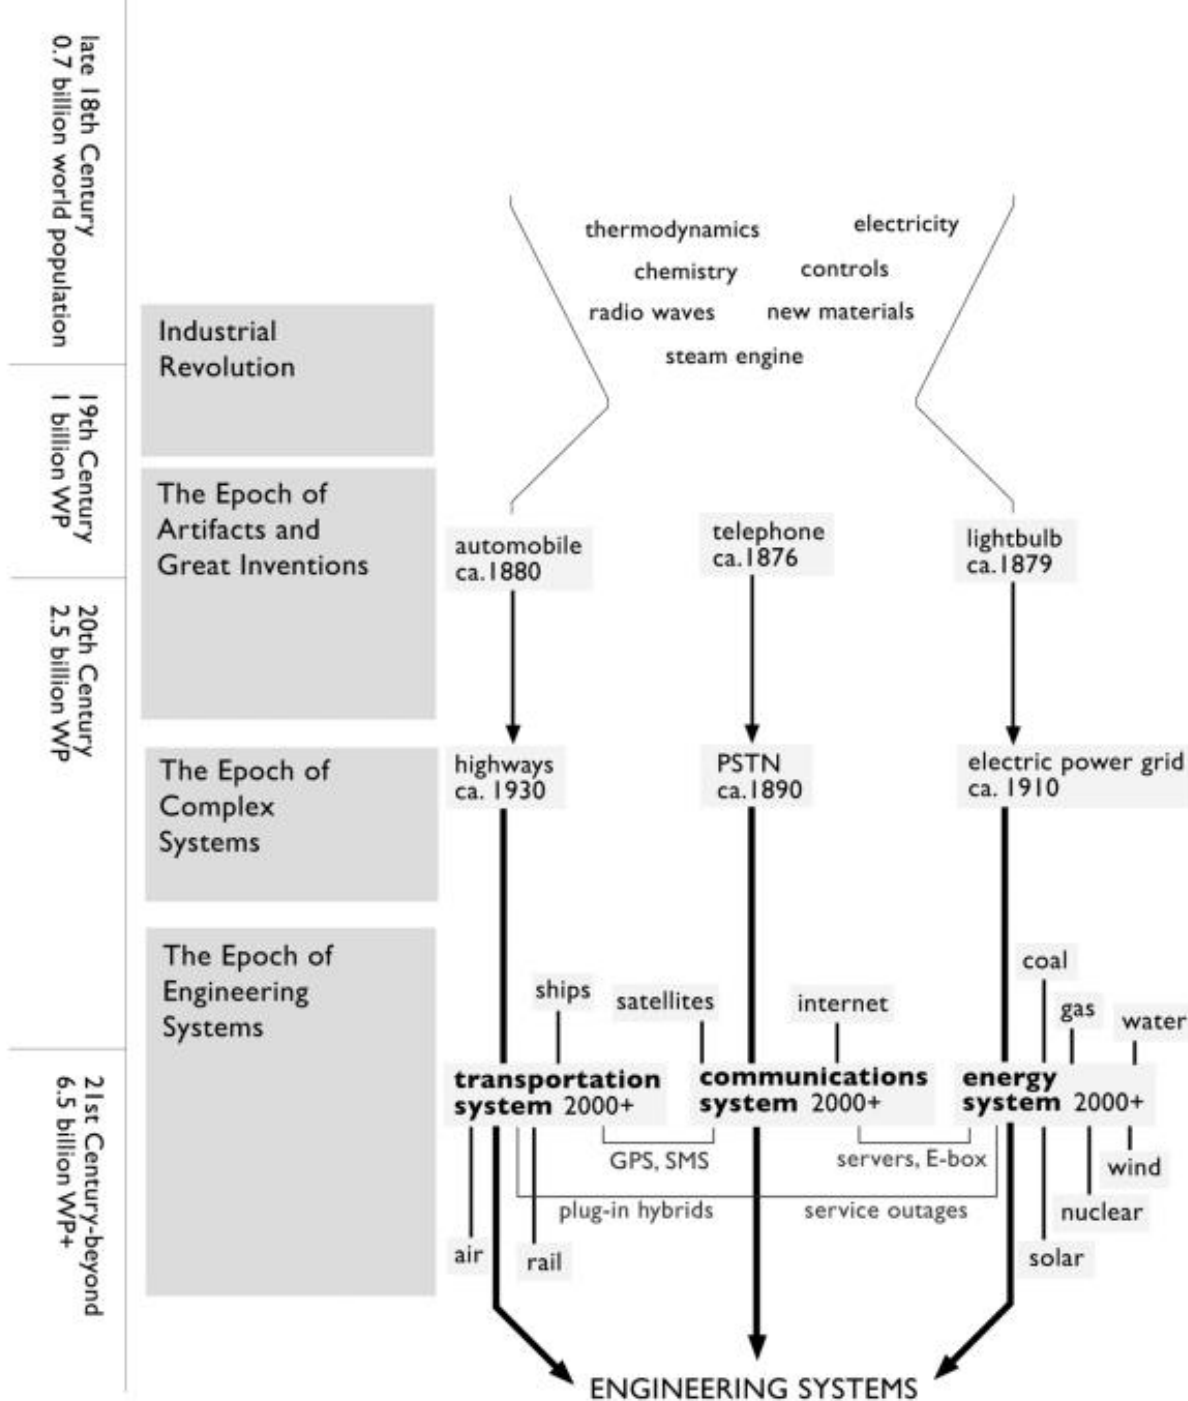 late 18th Century
0.7 billion world population
19th Century
1 billion WP
20th Century
2.5 billion WP
21st Century-beyond
6.5 billion WP+
Industrial
Revolution
thermodynamics
electricity
chemistry
controls
radio waves
new materials
steam engine
The Epoch of
Artifacts and
Great Inventions
automobile
ca.1880
telephone
ca.1876
lightbulb
ca.1879
The Epoch of
Complex
Systems
highways
ca. 1930
PSTN
ca.1890
electric power grid
ca. 1910
The Epoch of
Engineering
Systems
ships
satellites
internet
coal
gas
water
transportation
system 2000+
communications
system 2000+
energy
system 2000+
GPS, SMS
servers, E-box
plug-in hybrids
service outages
air
rail
wind
nuclear
solar
ENGINEERING SYSTEMS